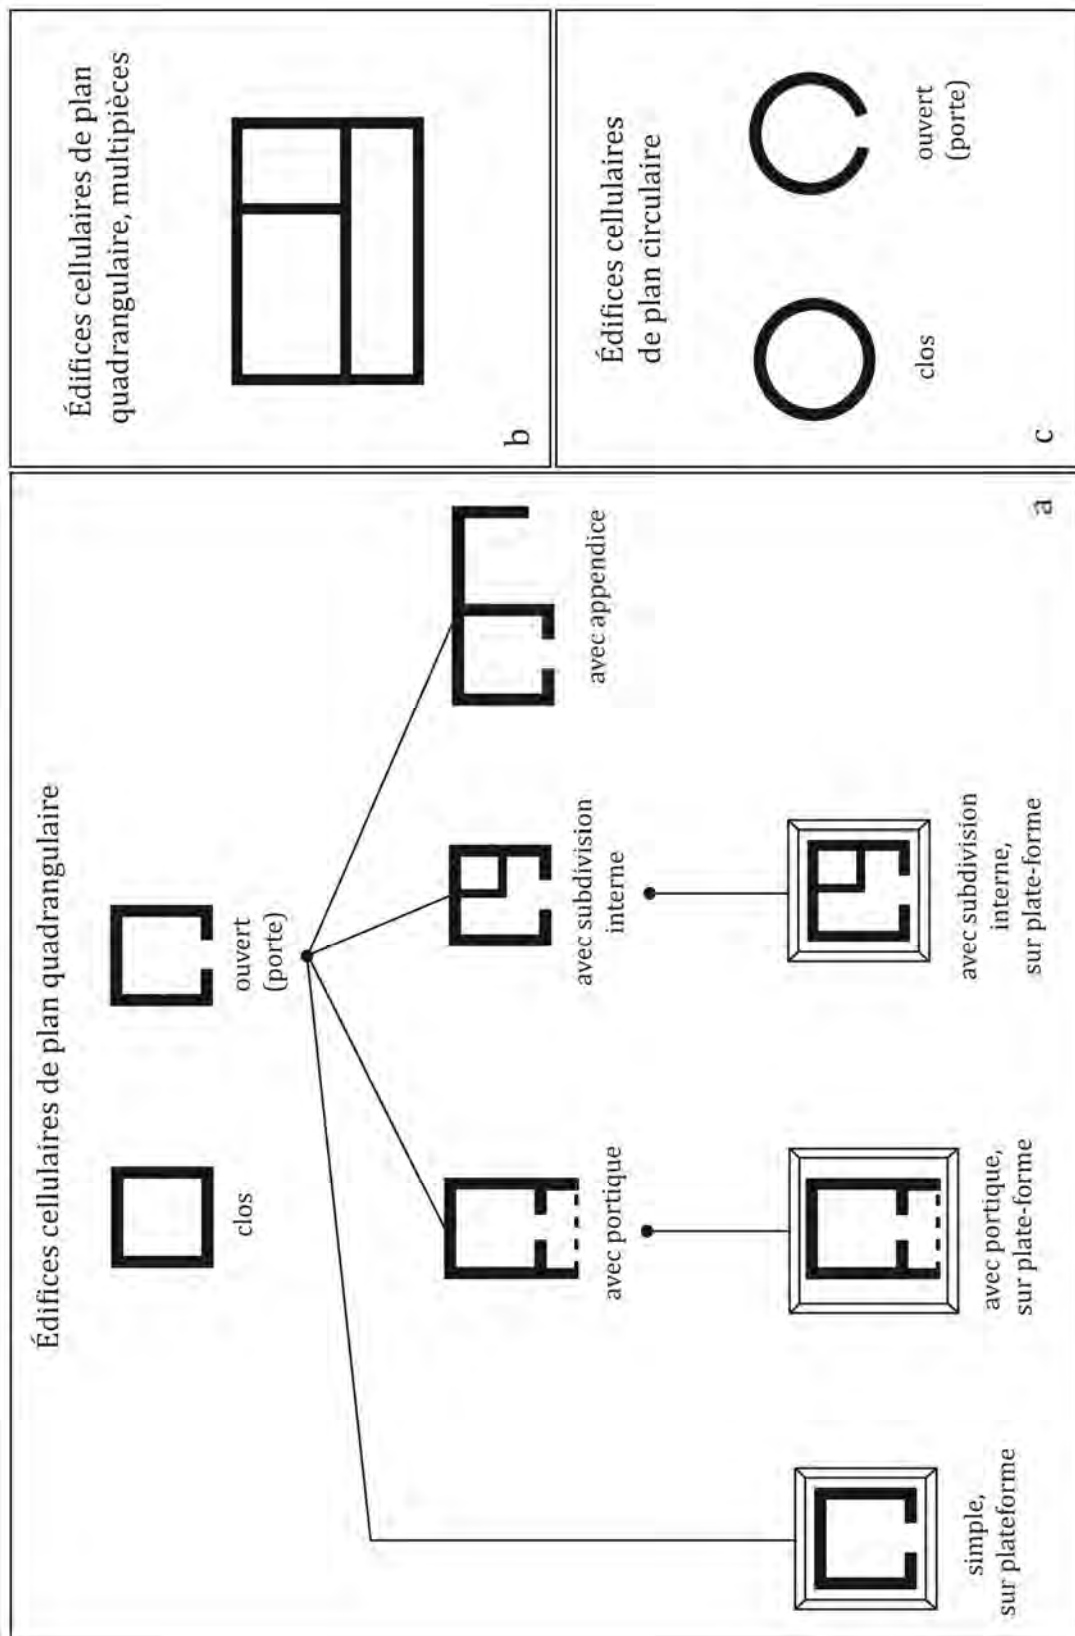 Édifices cellulaires de plan quadrangulaire
clos
ouvert
(porte)
avec portique
avec subdivision
interne
avec appendice
simple,
sur plateforme
avec portique,
sur plate-forme
avec subdivision
interne,
sur plate-forme
a
Édifices cellulaires de plan
quadrangulaire, multipièces
b
Édifices cellulaires
de plan circulaire
clos
ouvert
(porte)
c